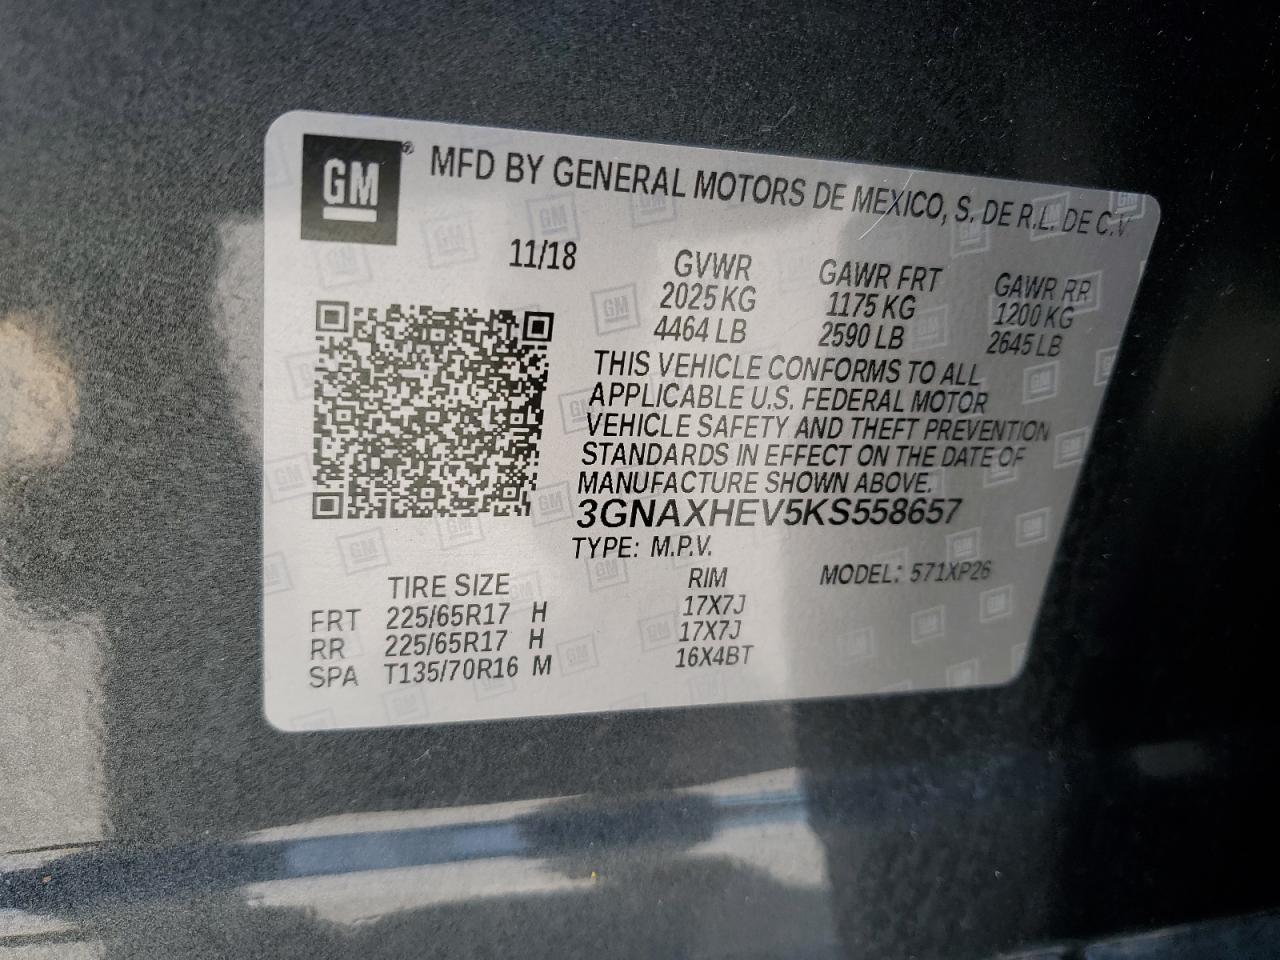 GM® MFD BY GENERAL MOTORS DE MEXICO, S. DE R.L. DE C.V.
11/18
GVWR GAWR FRT GAWR RR
2025 KG 1175 KG 1200 KG
4464 LB 2590 LB 2645 LB
THIS VEHICLE CONFORMS TO ALL
APPLICABLE U.S. FEDERAL MOTOR
VEHICLE SAFETY AND THEFT PREVENTION
STANDARDS IN EFFECT ON THE DATE OF
MANUFACTURE SHOWN ABOVE.
3GNAXHEV5KS558657
TYPE: M.P.V.
MODEL: 571XP26
TIRE SIZE RIM
FRT 225/65R17 H 17X7J
RR 225/65R17 H 17X7J
SPA T135/70R16 M 16X4BT